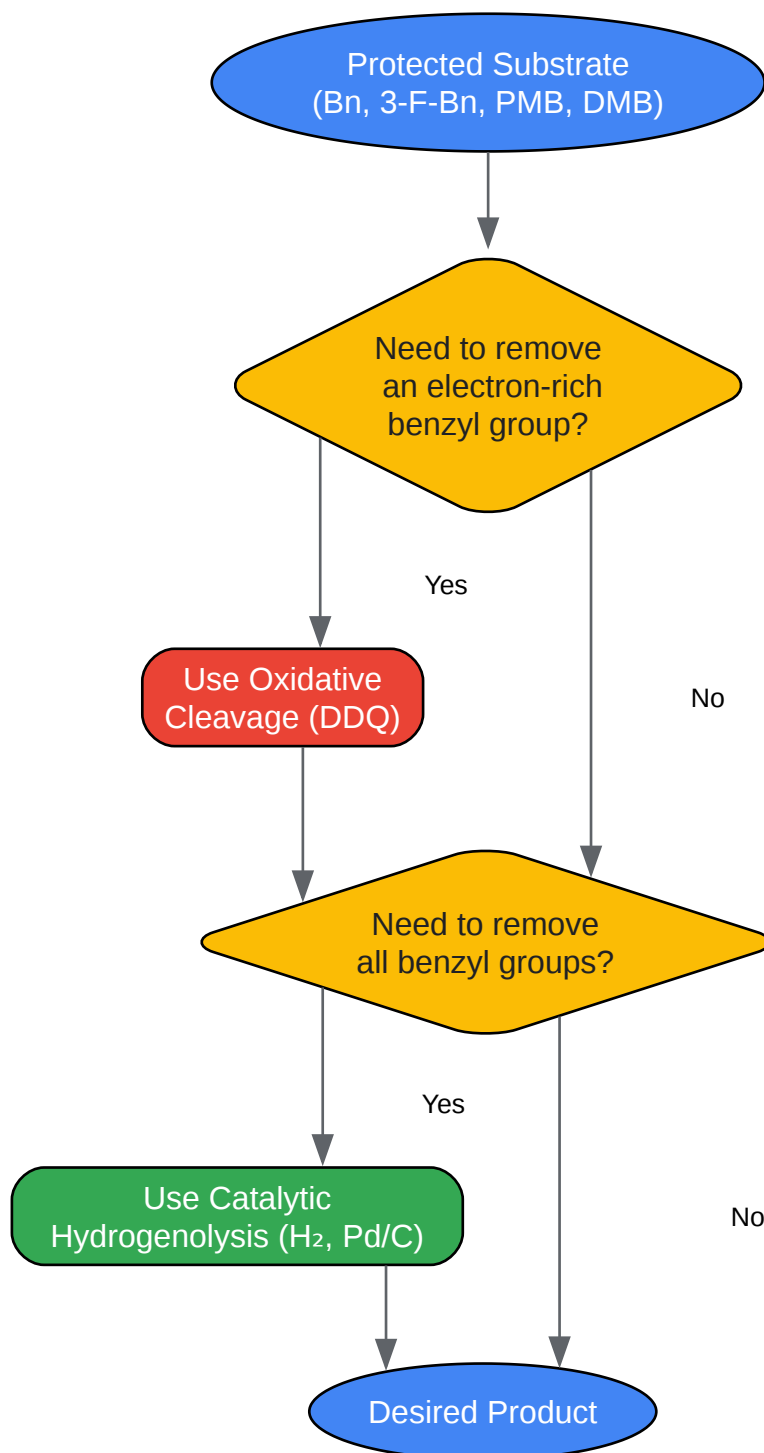 Protected Substrate
(Bn, 3-F-Bn, PMB, DMB)
Need to remove
an electron-rich
benzyl group?
Yes
Use Oxidative
Cleavage (DDQ)
No
Need to remove
all benzyl groups?
Yes
Use Catalytic
Hydrogenolysis (H₂, Pd/C)
No
Desired Product